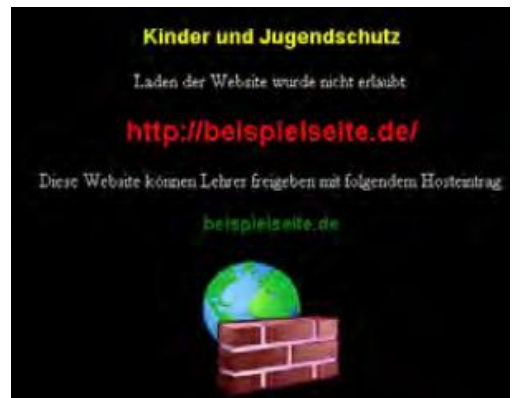 Kinder und Jugendschutz
Laden der Website wurde nicht erlaubt
http://beispielseite.de/
Diese Website können Lehrer freigeben mit folgendem Hosteintrag
beispielseite.de